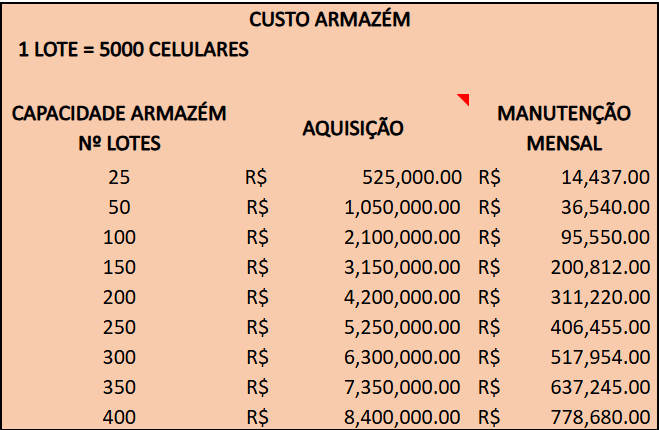 CUSTO ARMAZÉM
1 LOTE = 5000 CELULARES
CAPACIDADE ARMAZÉM Nº LOTES AQUISIÇÃO MANUTENÇÃO MENSAL
25 R$ 525,000.00 R$ 14,437.00
50 R$ 1,050,000.00 R$ 36,540.00
100 R$ 2,100,000.00 R$ 95,550.00
150 R$ 3,150,000.00 R$ 200,812.00
200 R$ 4,200,000.00 R$ 311,220.00
250 R$ 5,250,000.00 R$ 406,455.00
300 R$ 6,300,000.00 R$ 517,954.00
350 R$ 7,350,000.00 R$ 637,245.00
400 R$ 8,400,000.00 R$ 778,680.00